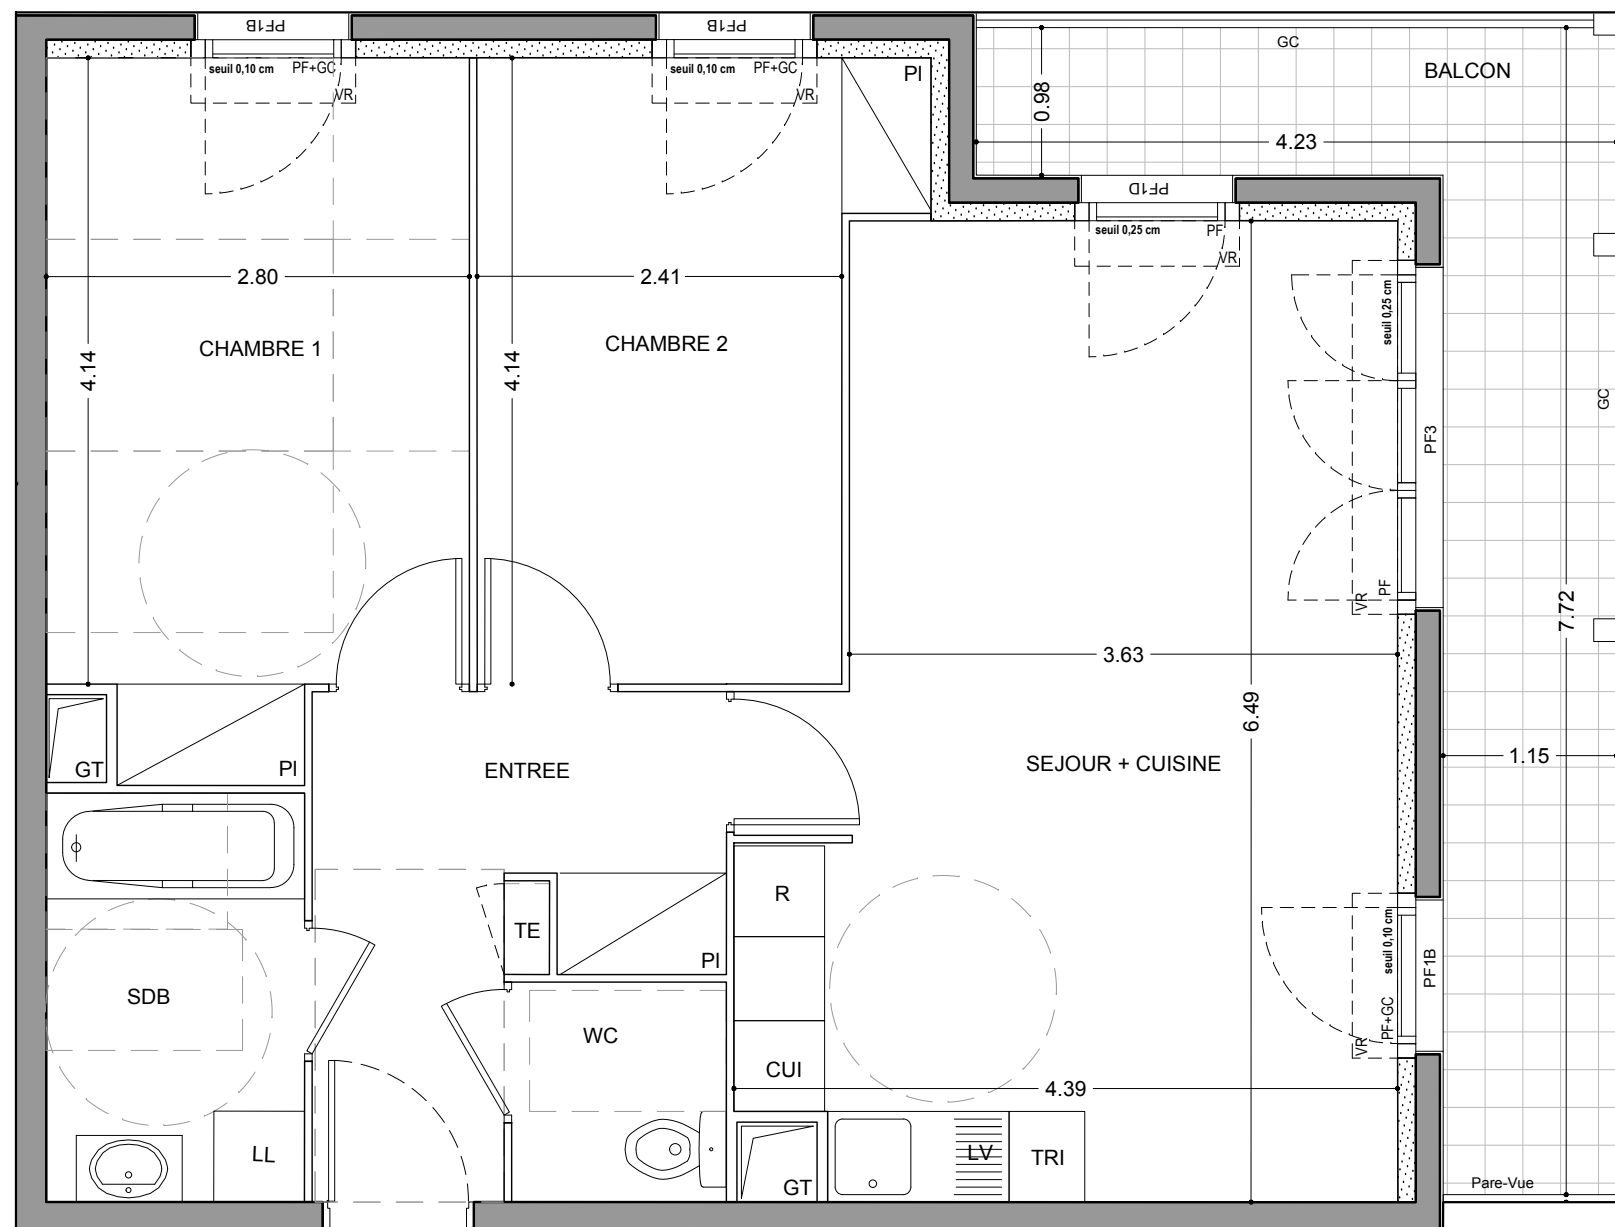 PF1B
PF1B
GC
BALCON
seuil 0,10 cm
PF+GC
VR
seuil 0,10 cm
PF+GC
VR
PI
0.98
4.23
PF1D
seuil 0,25 cm
PF
VR
2.80
2.41
seuil 0,25 cm
CHAMBRE 1
CHAMBRE 2
4.14
4.14
GC
PF3
PF
VR
7.72
3.63
6.49
GT
PI
ENTREE
SEJOUR + CUISINE
1.15
R
TE
PI
seuil 0,10 cm
PF1B
SDB
WC
PF+GC
VR
CUI
4.39
LL
LV
TRI
GT
Pare-Vue